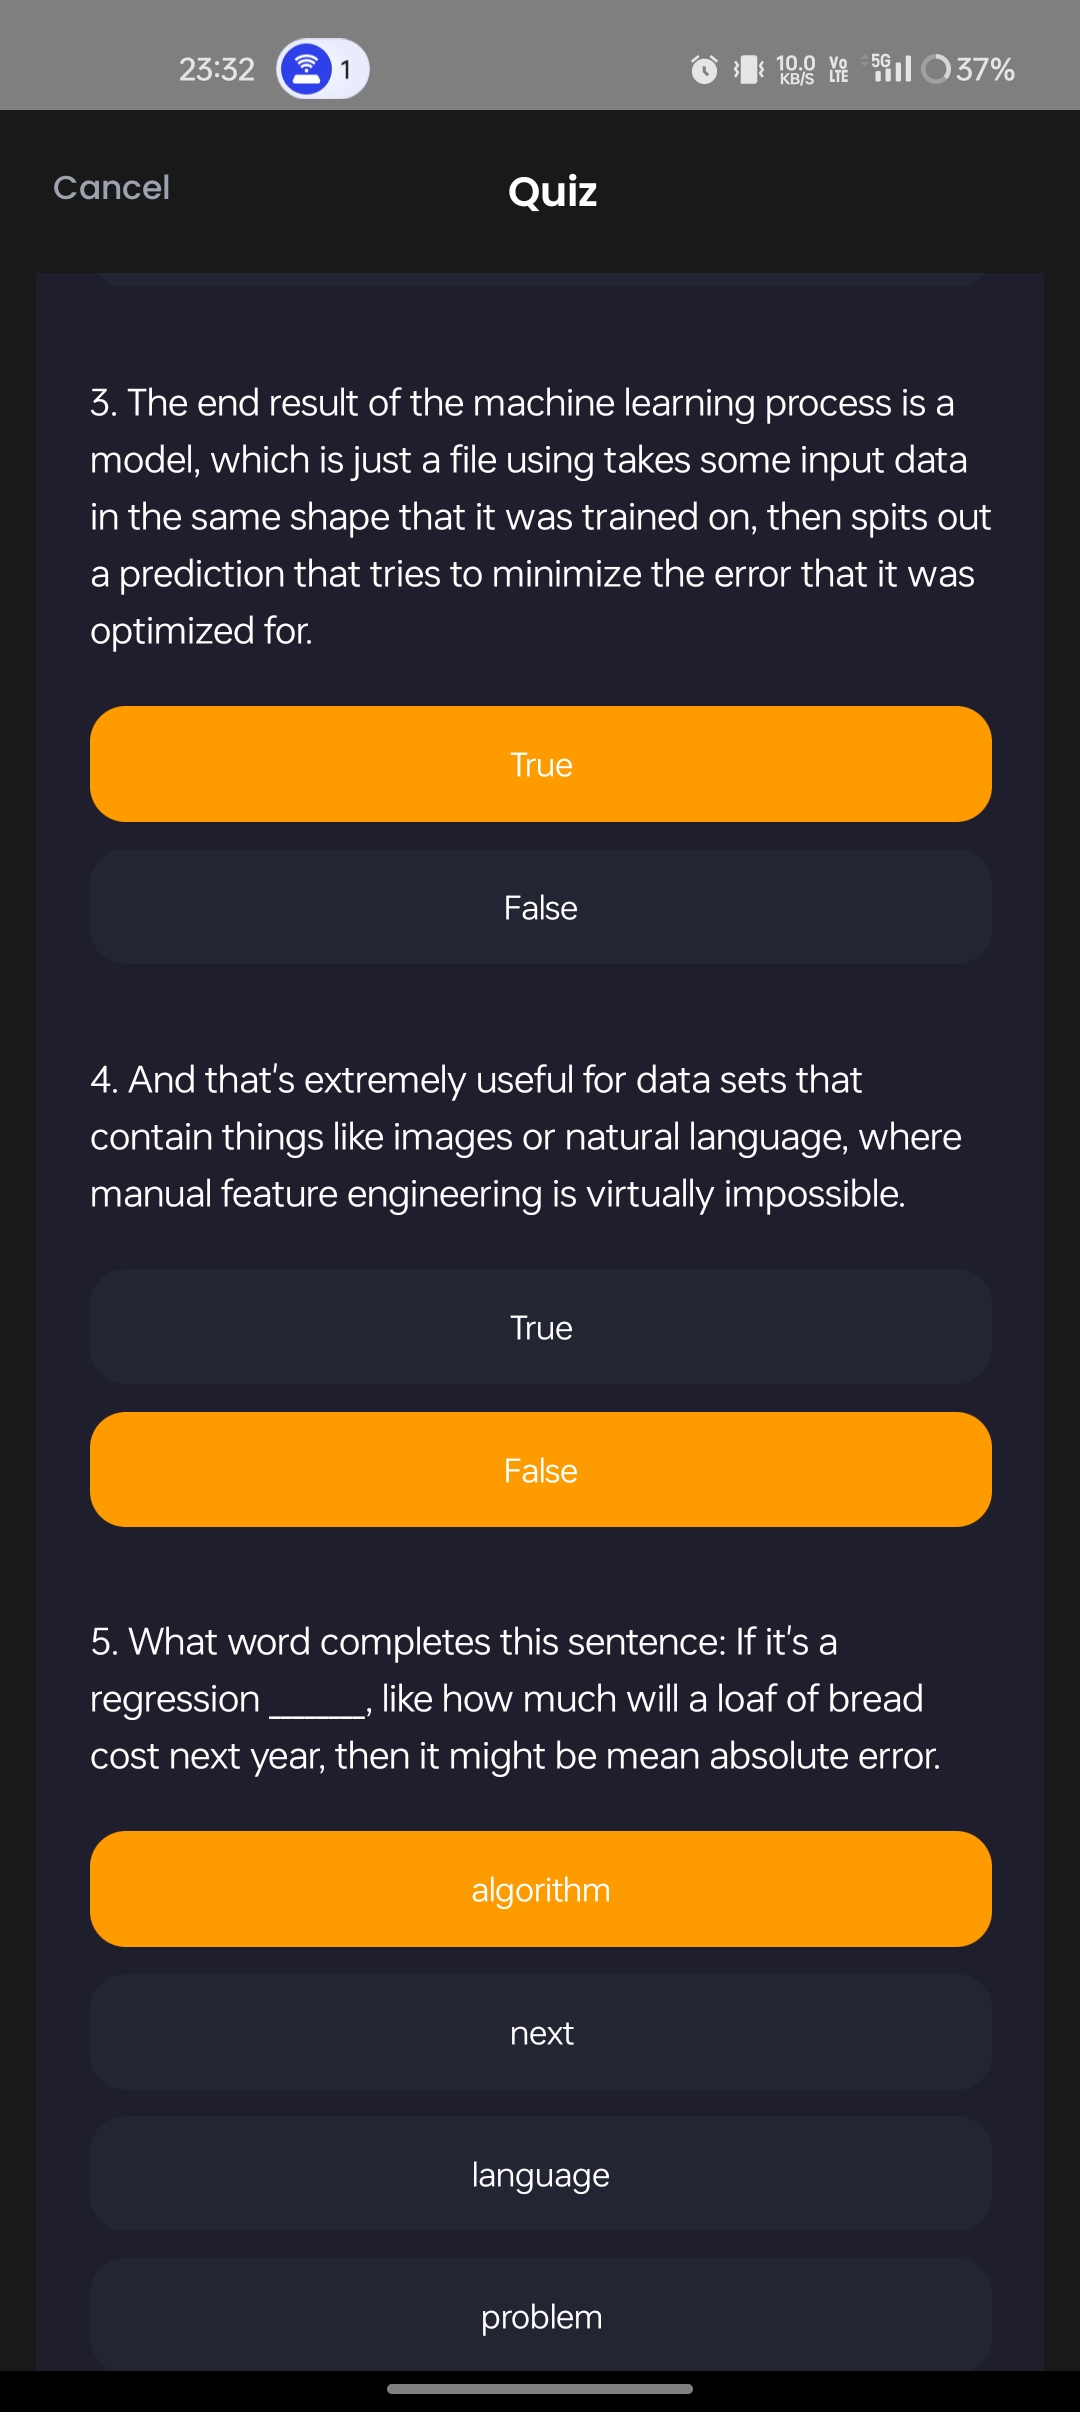 23:32
1
10.0
KB/S
Vo
LTE
5G
37%
Cancel
Quiz
3. The end result of the machine learning process is a
model, which is just a file using takes some input data
in the same shape that it was trained on, then spits out
a prediction that tries to minimize the error that it was
optimized for.
True
False
4. And that's extremely useful for data sets that
contain things like images or natural language, where
manual feature engineering is virtually impossible.
True
False
5. What word completes this sentence: If it's a
regression ________, like how much will a loaf of bread
cost next year, then it might be mean absolute error.
algorithm
next
language
problem